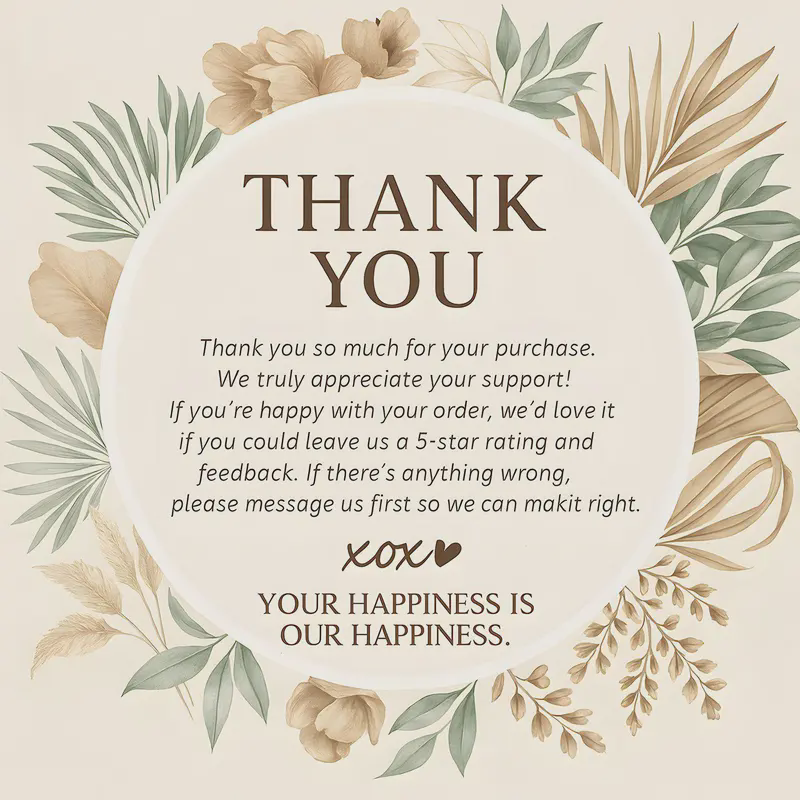 THANK
YOU
Thank you so much for your purchase.
We truly appreciate your support!
If you’re happy with your order, we’d love it
if you could leave us a 5-star rating and
feedback. If there’s anything wrong,
please message us first so we can makit right.
xox
YOUR HAPPINESS IS
OUR HAPPINESS.